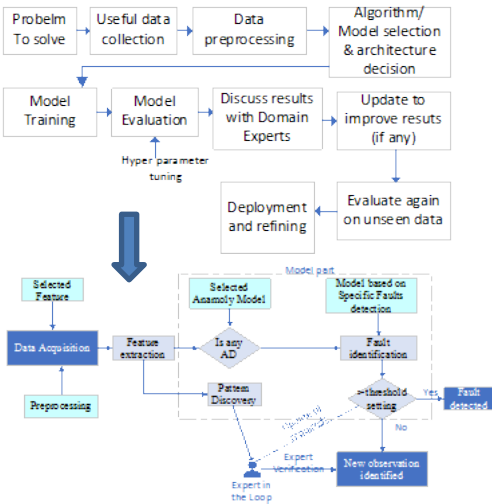 Probelm
To solve
Useful data
collection
Data
preprocessing
Algorithm/
Model selection
& architecture
decision
Model
Training
Model
Evaluation
Discuss results
with Domain
Experts
Update to
improve resuts
(if any)
Hyper parameter
tuning
Deployment
and refining
Evaluate again
on unseen data
Model part
Selected
Feature
Selected
Anamoly Model
Model based on
Specific Faults
detection
Data Acquisition
Feature
extraction
Is any
AD
Fault
identification
Preprocessing
Pattern
Discovery
>=threshold
setting
Yes
Fault
detected
No
Expert
Verification
Expert in
the Loop
New observation
identified